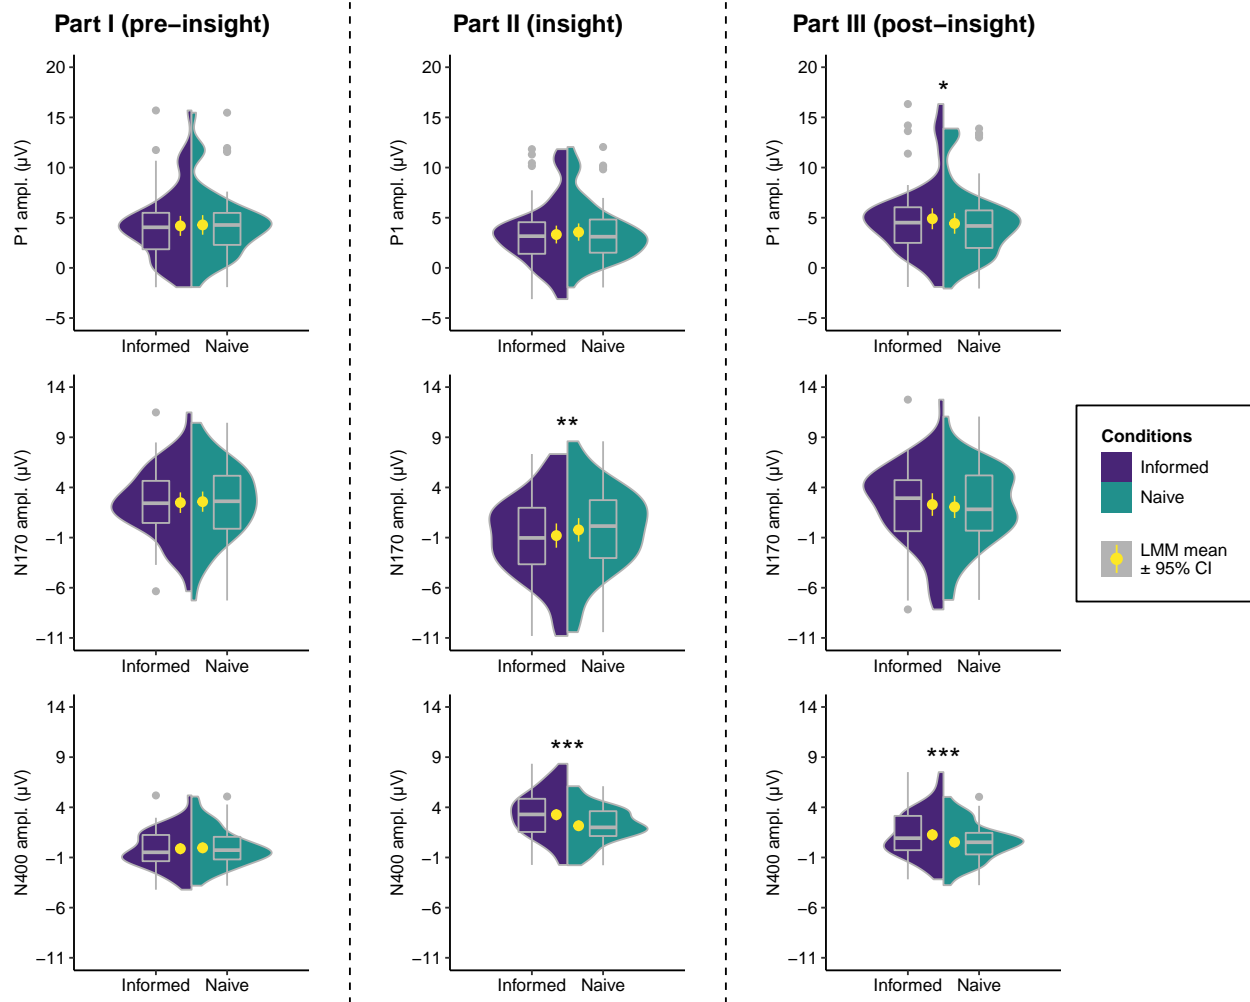 Part I (pre−insight)
Part II (insight)
Part III (post−insight)
P1 ampl. (µV)
20
15
10
5
0
−5
Informed Naive
P1 ampl. (µV)
20
15
10
5
0
−5
Informed Naive
P1 ampl. (µV)
20
15
10
5
0
−5
*
Informed Naive
N170 ampl. (µV)
14
9
4
−1
−6
−11
Informed Naive
N170 ampl. (µV)
14
9
4
−1
−6
−11
**
Informed Naive
N170 ampl. (µV)
14
9
4
−1
−6
−11
Informed Naive
Conditions
Informed
Naive
LMM mean
± 95% CI
N400 ampl. (µV)
14
9
4
−1
−6
−11
Informed Naive
N400 ampl. (µV)
14
9
4
−1
−6
−11
***
Informed Naive
N400 ampl. (µV)
14
9
4
−1
−6
−11
***
Informed Naive